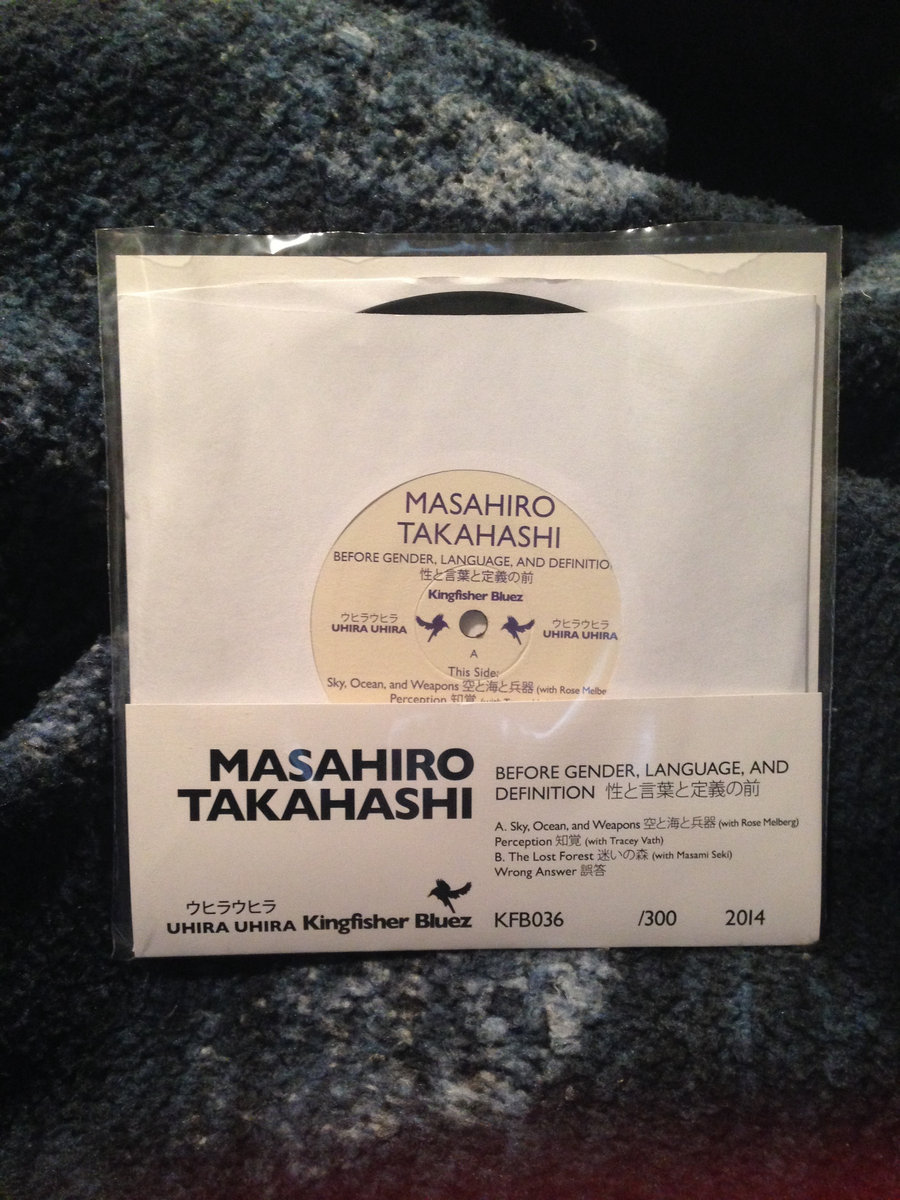 MASAHIRO
TAKAHASHI
BEFORE GENDER, LANGUAGE, AND DEFINITIO
性と言葉と定義の前
Kingfisher Bluez
ウヒラウヒラ
UHIRA UHIRA
ウヒラウヒラ
UHIRA UHIRA
A
This Side:
Sky, Ocean, and Weapons 空と海と兵器 (with Rose Melbe
Perception 知覚 (with
MASAHIRO
TAKAHASHI
BEFORE GENDER, LANGUAGE, AND
DEFINITION 性と言葉と定義の前
A. Sky, Ocean, and Weapons 空と海と兵器 (with Rose Melberg)
Perception 知覚 (with Tracey Vath)
B. The Lost Forest 迷いの森 (with Masami Seki)
Wrong Answer 誤答
ウヒラウヒラ
UHIRA UHIRA Kingfisher Bluez KFB036 /300 2014